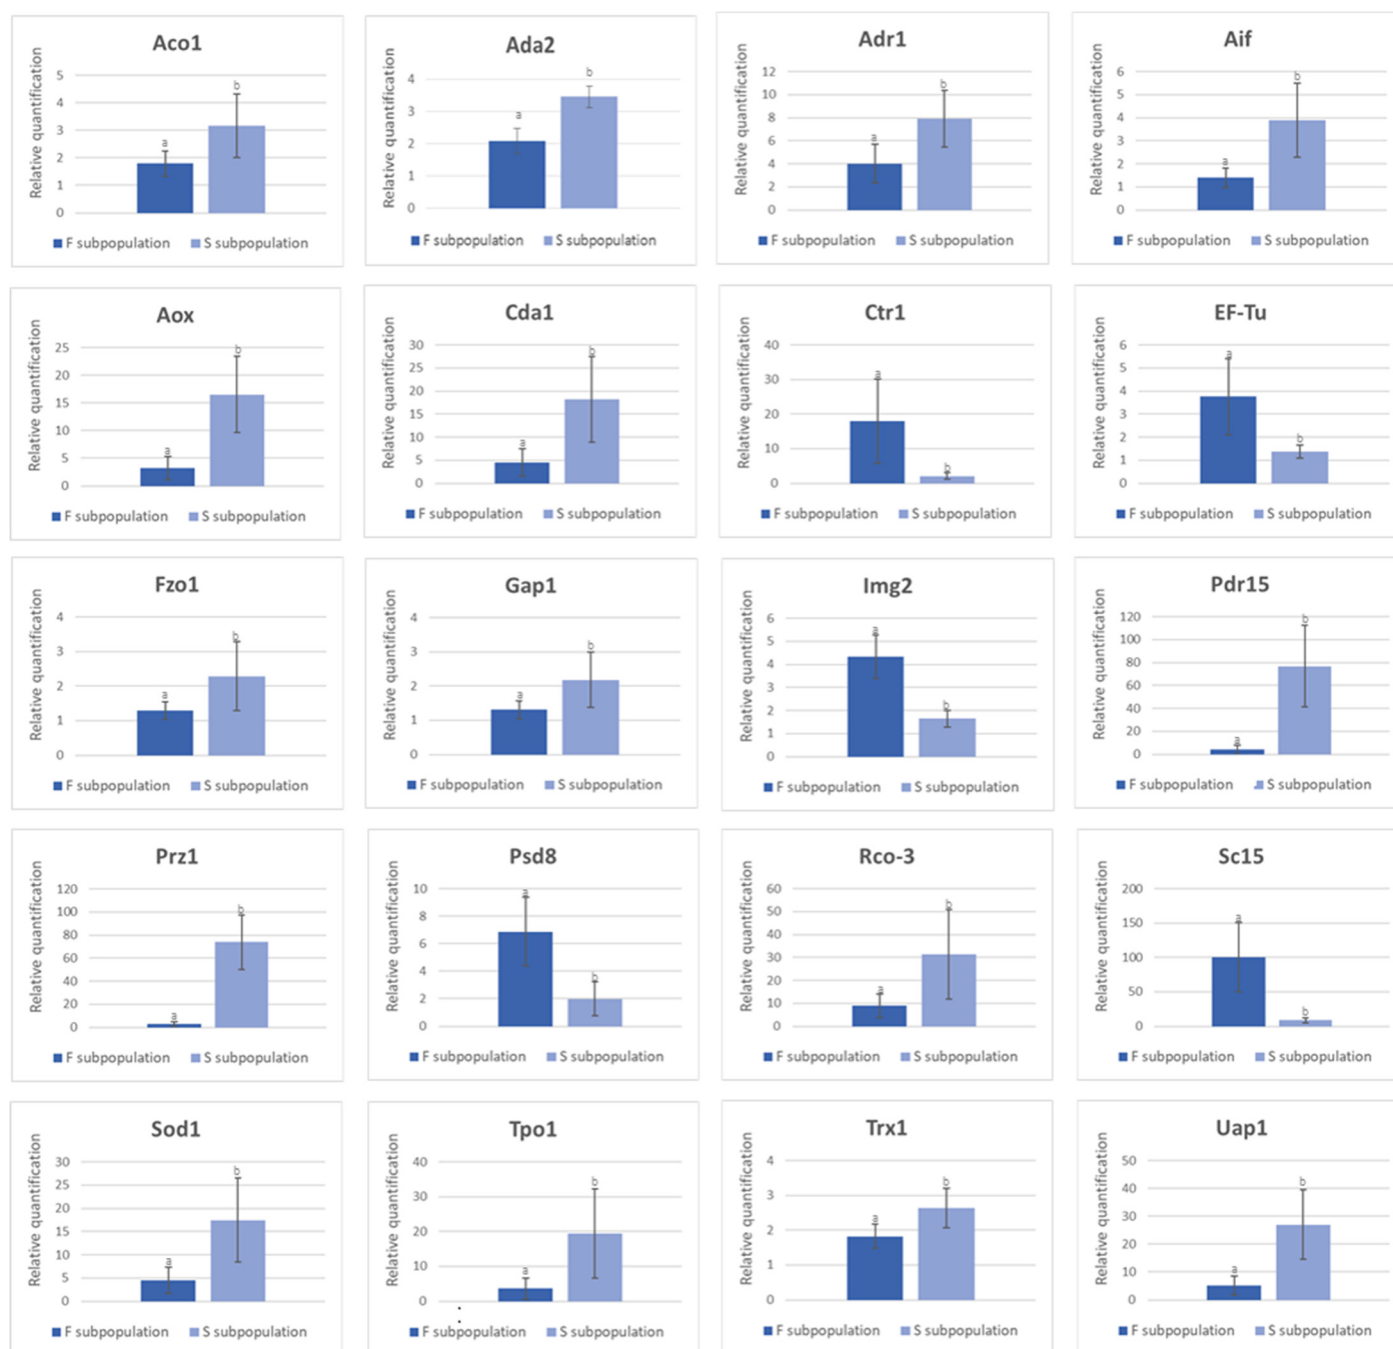 Aco1
Relative quantification
5
4
3
2
1
0
a
b
F subpopulation S subpopulation
Ada2
Relative quantification
4
3
2
1
0
a
b
F subpopulation S subpopulation
Adr1
Relative quantification
12
10
8
6
4
2
0
a
b
F subpopulation S subpopulation
Aif
Relative quantification
6
5
4
3
2
1
0
a
b
F subpopulation S subpopulation
Aox
Relative quantification
25
20
15
10
5
0
a
b
F subpopulation S subpopulation
Cda1
Relative quantification
30
25
20
15
10
5
0
a
b
F subpopulation S subpopulation
Ctr1
Relative quantification
40
30
20
10
0
a
b
F subpopulation S subpopulation
EF-Tu
Relative quantification
6
5
4
3
2
1
0
a
b
F subpopulation S subpopulation
Fzo1
Relative quantification
4
3
2
1
0
a
b
F subpopulation S subpopulation
Gap1
Relative quantification
4
3
2
1
0
a
b
F subpopulation S subpopulation
Img2
Relative quantification
6
5
4
3
2
1
0
a
b
F subpopulation S subpopulation
Pdr15
Relative quantification
120
100
80
60
40
20
0
a
b
F subpopulation S subpopulation
Prz1
Relative quantification
120
100
80
60
40
20
0
a
b
F subpopulation S subpopulation
Psd8
Relative quantification
10
8
6
4
2
0
a
b
F subpopulation S subpopulation
Rco-3
Relative quantification
60
50
40
30
20
10
0
a
b
F subpopulation S subpopulation
Sc15
Relative quantification
200
150
100
50
0
a
b
F subpopulation S subpopulation
Sod1
Relative quantification
30
25
20
15
10
5
0
a
b
F subpopulation S subpopulation
Tpo1
Relative quantification
40
30
20
10
0
a
b
F subpopulation S subpopulation
Trx1
Relative quantification
4
3
2
1
0
a
b
F subpopulation S subpopulation
Uap1
Relative quantification
50
40
30
20
10
0
a
b
F subpopulation S subpopulation